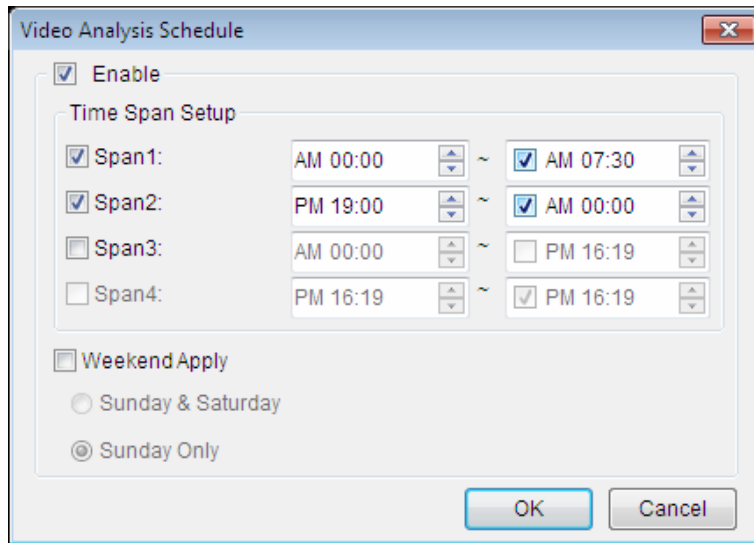 Video Analysis Schedule
Enable
Time Span Setup
Span1: AM 00:00 ~ AM 07:30
Span2: PM 19:00 ~ AM 00:00
Span3: AM 00:00 ~ PM 16:19
Span4: PM 16:19 ~ PM 16:19
Weekend Apply
Sunday & Saturday
Sunday Only
OK Cancel